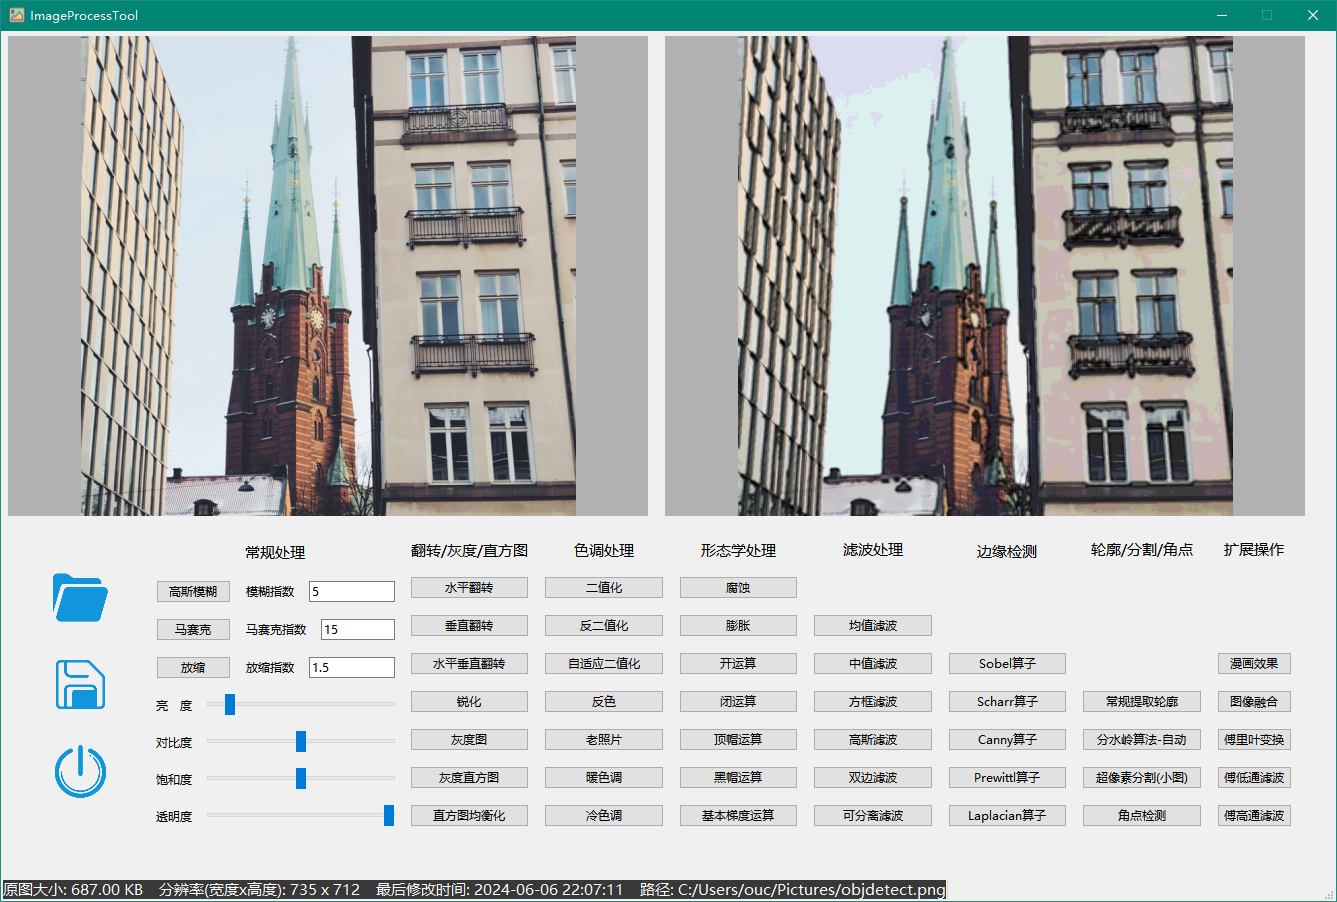 ImageProcessTool
常规处理
翻转/灰度/直方图
色调处理
形态学处理
滤波处理
边缘检测
轮廓/分割/角点
扩展操作
高斯模糊 模糊指数 5
马赛克 马赛克指数 15
放缩 放缩指数 1.5
亮 度
对比度
饱和度
透明度
水平翻转
垂直翻转
水平垂直翻转
锐化
灰度图
灰度直方图
直方图均衡化
二值化
反二值化
自适应二值化
反色
老照片
暖色调
冷色调
腐蚀
膨胀
开运算
闭运算
顶帽运算
黑帽运算
基本梯度运算
均值滤波
中值滤波
方框滤波
高斯滤波
双边滤波
可分离滤波
Sobel算子
Scharr算子
Canny算子
Prewittl算子
Laplacian算子
常规提取轮廓
分水岭算法-自动
超像素分割(小图)
角点检测
漫画效果
图像融合
傅里叶变换
傅低通滤波
傅高通滤波
原图大小: 687.00 KB 分辨率(宽度x高度): 735 x 712 最后修改时间: 2024-06-06 22:07:11 路径: C:/Users/ouc/Pictures/objdetect.png